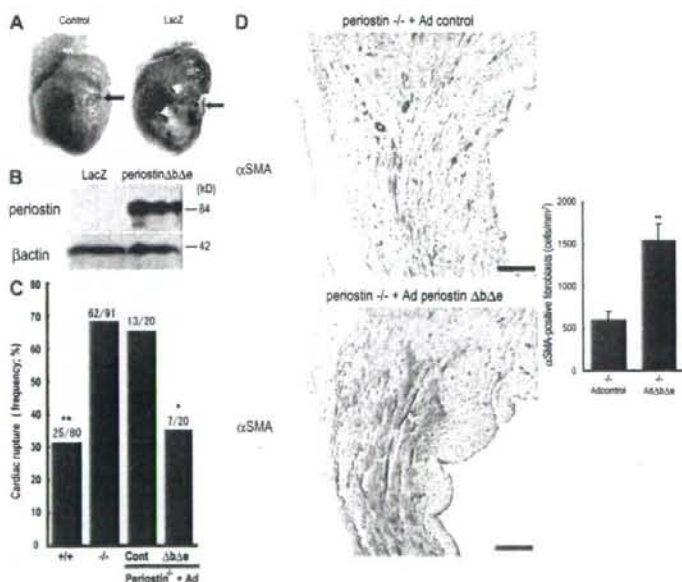 A
Control
LacZ
B
LacZ
periostinΔbΔe
(kD)
periostin
84
βactin
42
C
Cardiac rupture ( frequency; %)
80
70
60
50
40
30
20
10
0
**
25/80
62/91
13/20
*
7/20
+/+
-/-
Cont
ΔbΔe
Periostin-/- + Ad
D
periostin -/- + Ad control
αSMA
periostin -/- + Ad periostin ΔbΔe
αSMA
αSMA-positive fibroblasts (cells/mm²)
2000
1500
1000
500
0
**
-/-
Adcontrol
-/-
AdΔbΔe